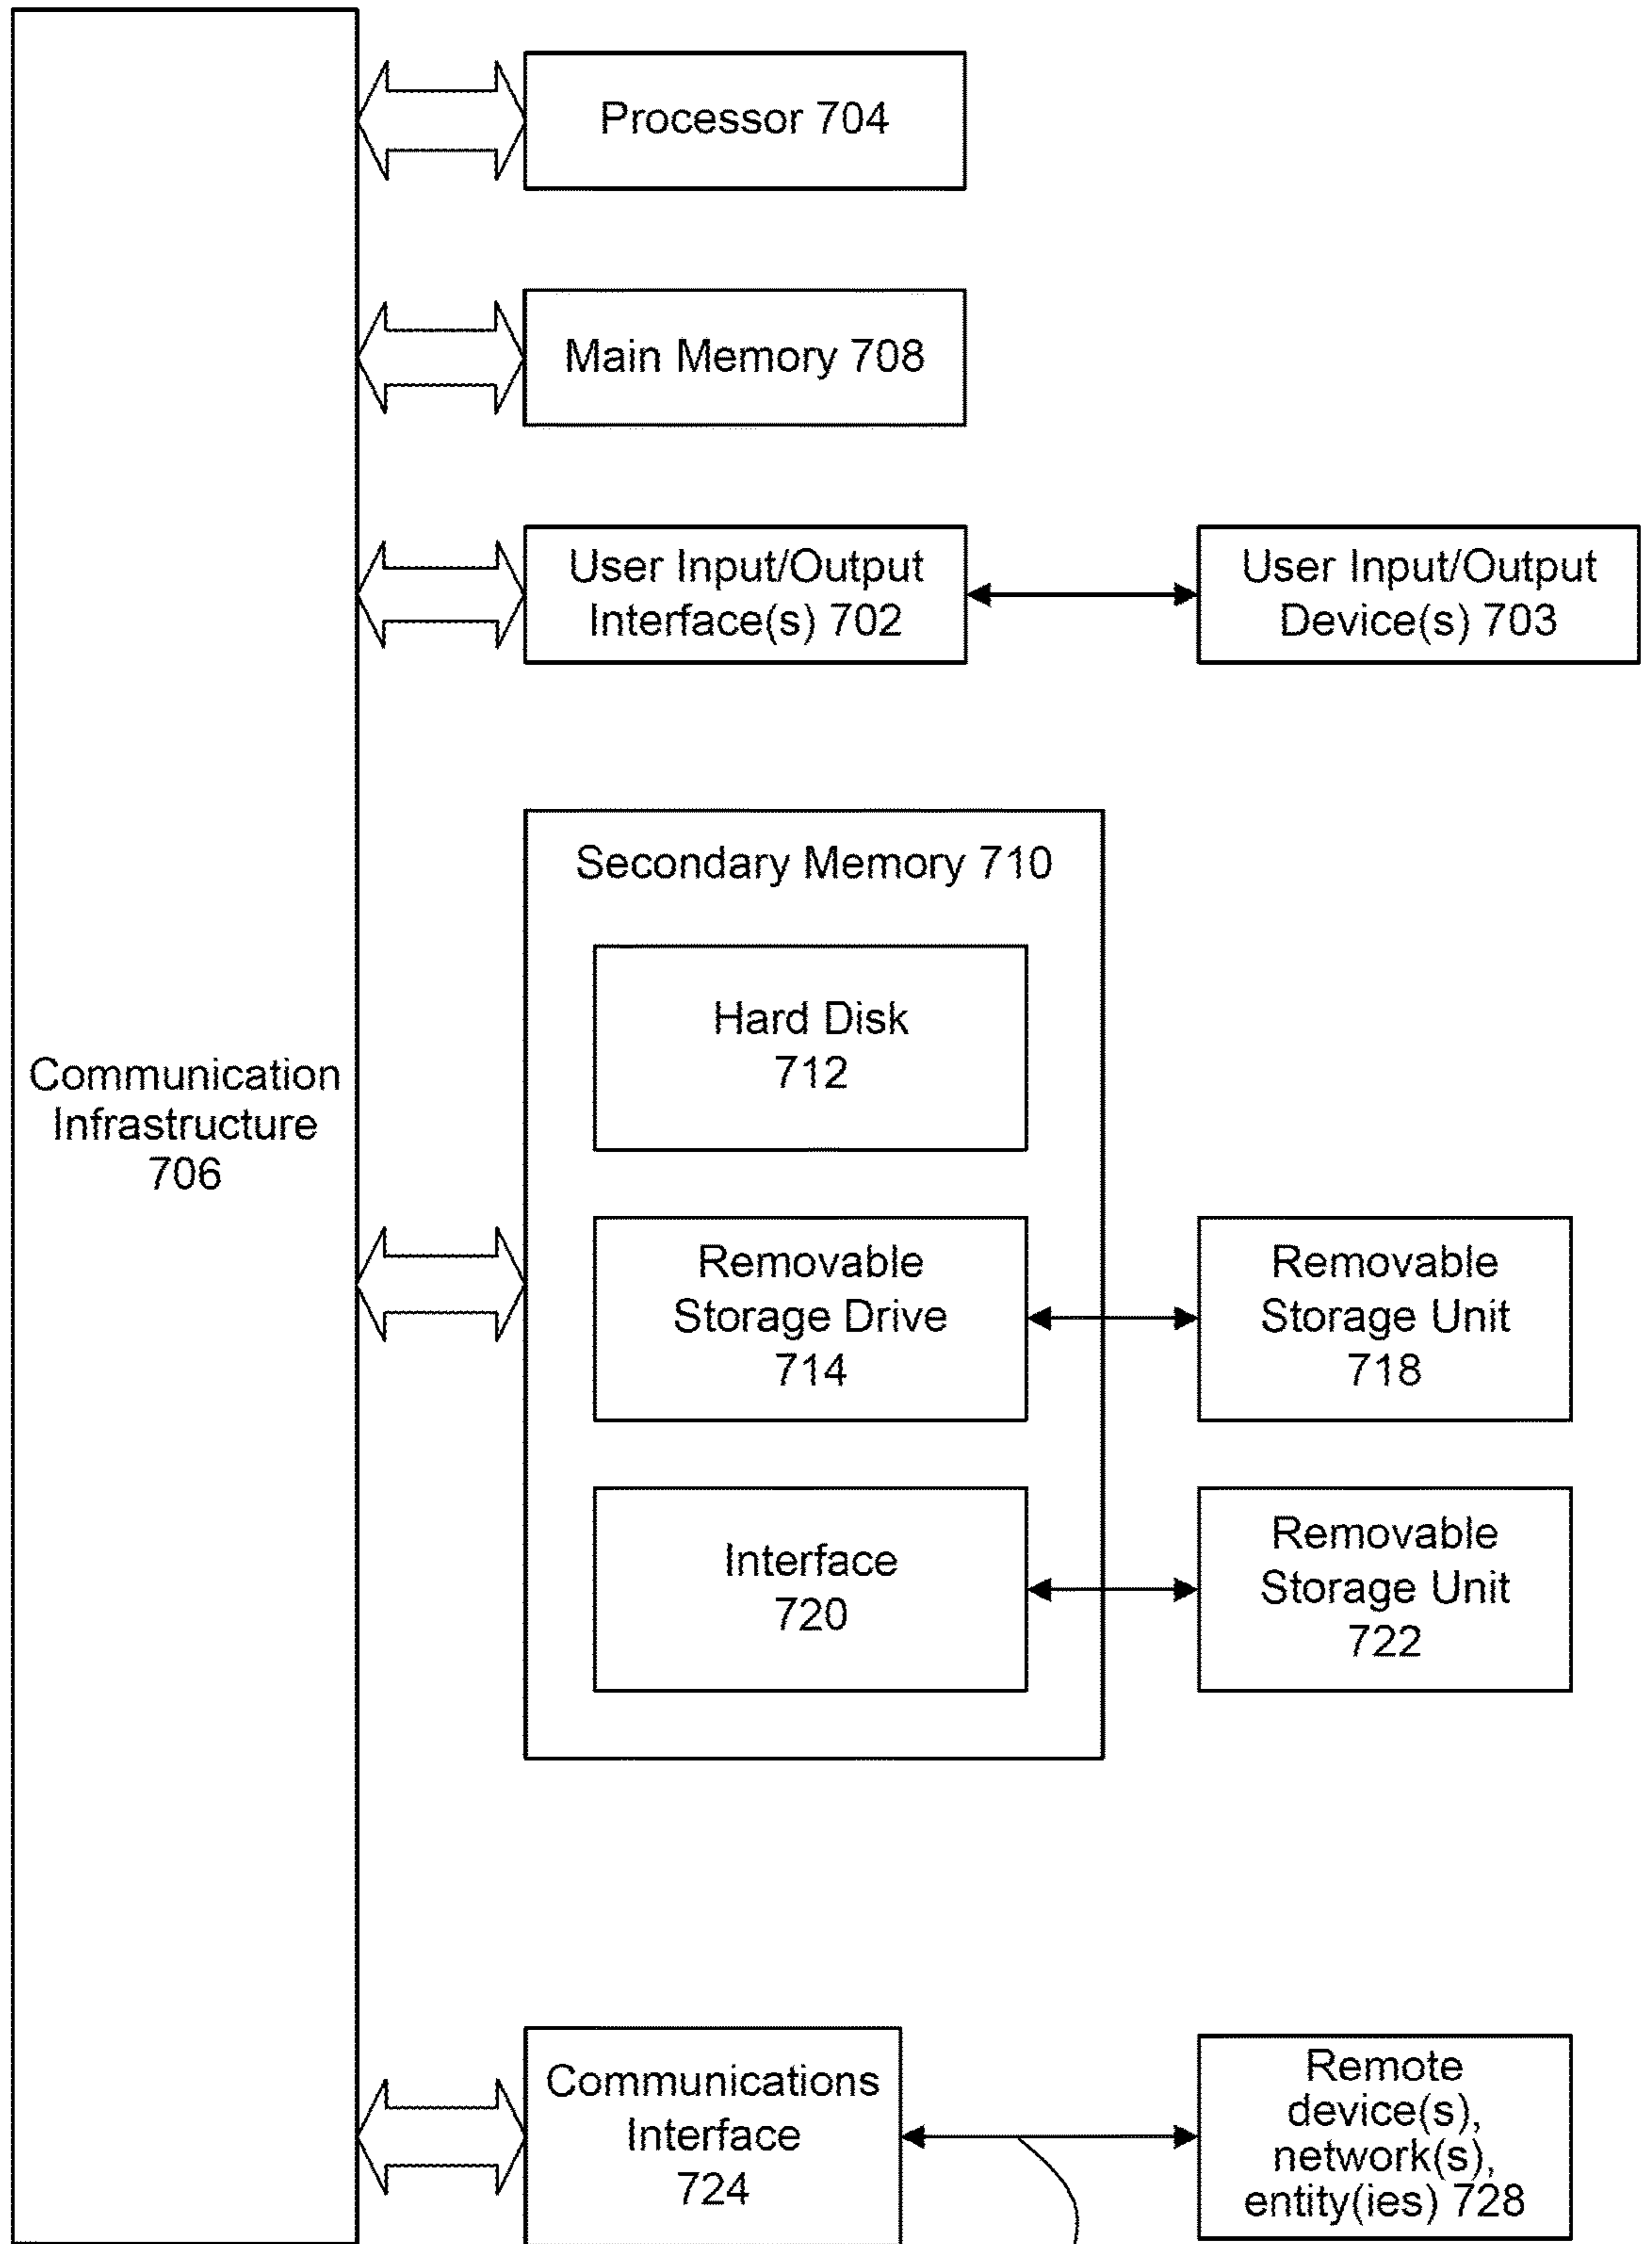 Processor 704
Main Memory 708
User Input/Output
Interface(s) 702
User Input/Output
Device(s) 703
Secondary Memory 710
Hard Disk
712
Communication
Infrastructure
706
Removable
Storage Drive
714
Removable
Storage Unit
718
Interface
720
Removable
Storage Unit
722
Communications
Interface
724
Remote
device(s),
network(s),
entity(ies) 728